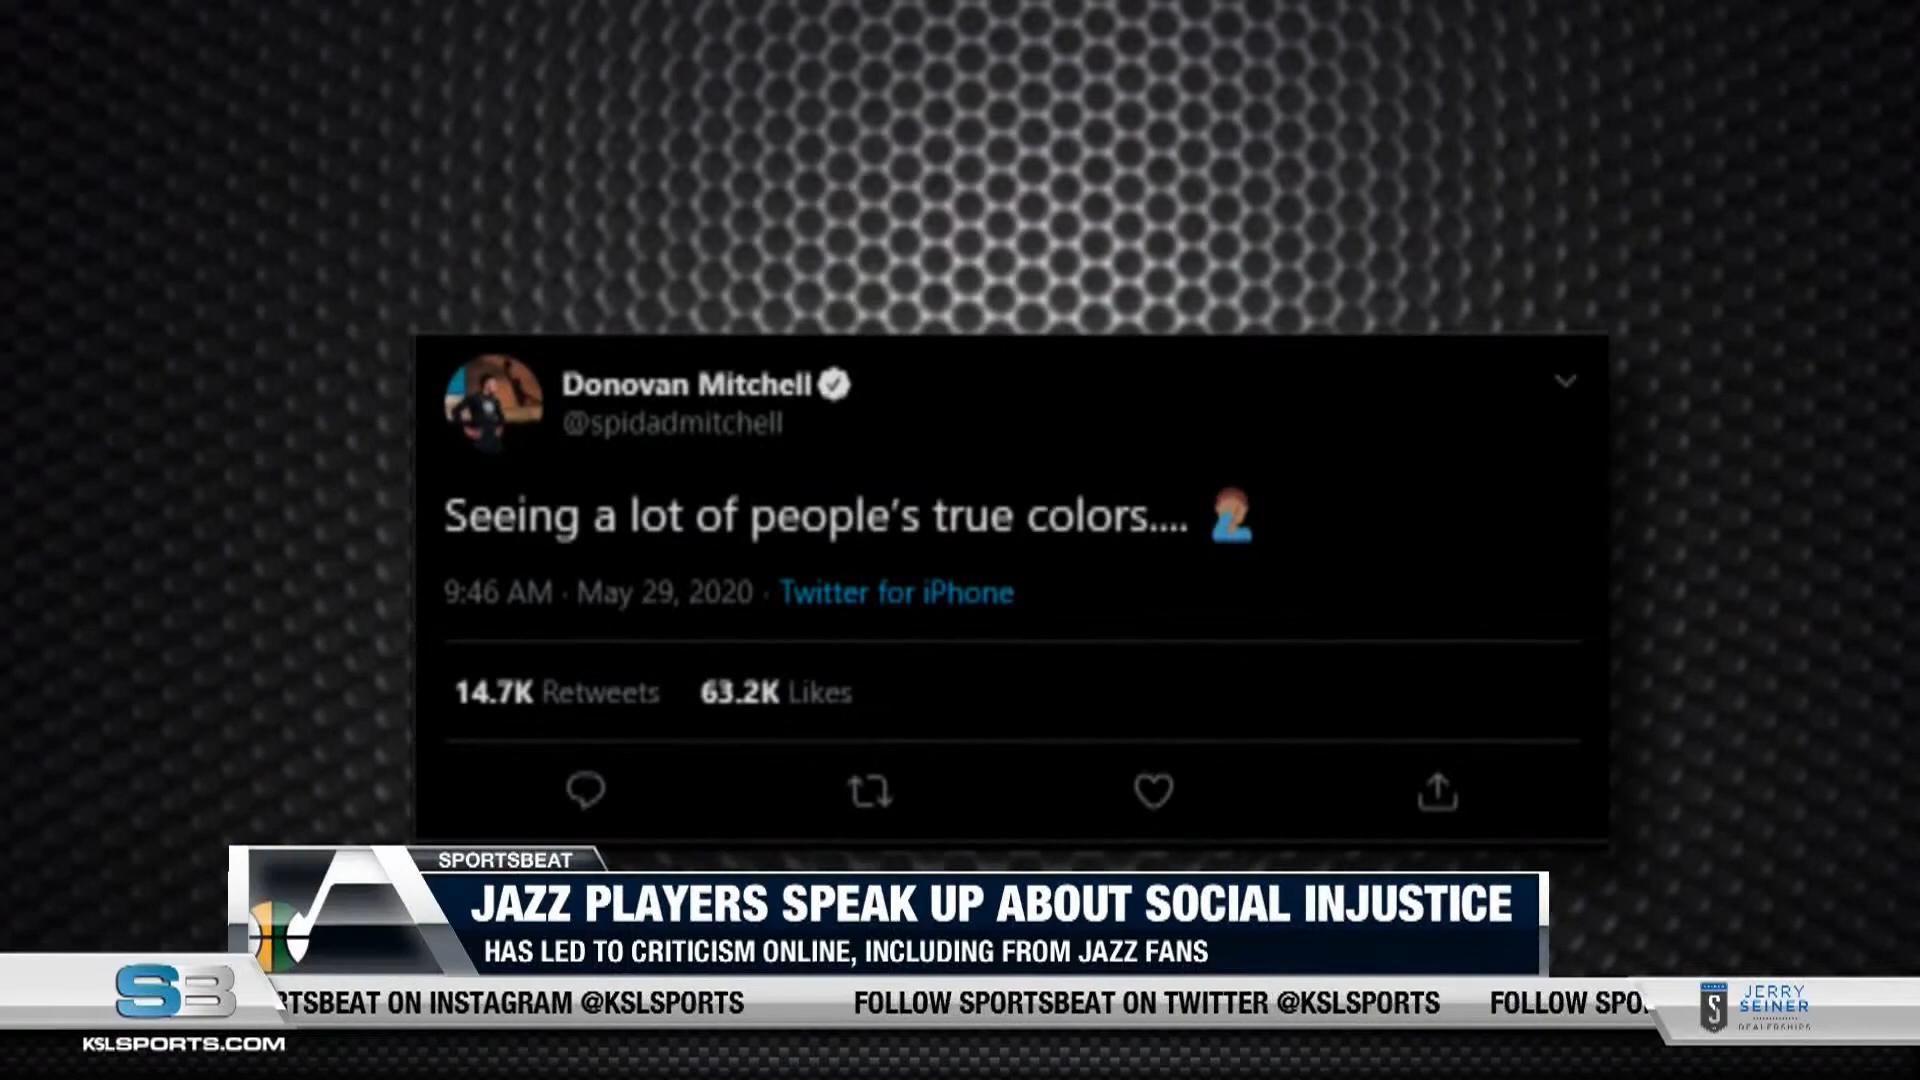 Donovan Mitchell
@spidadmitchell
Seeing a lot of people's true colors....
9:46 AM · May 29, 2020 · Twitter for iPhone
14.7K Retweets 63.2K Likes
SPORTSBEAT
JAZZ PLAYERS SPEAK UP ABOUT SOCIAL INJUSTICE
HAS LED TO CRITICISM ONLINE, INCLUDING FROM JAZZ FANS
SB
RTSBEAT ON INSTAGRAM @KSLSPORTS FOLLOW SPORTSBEAT ON TWITTER @KSLSPORTS FOLLOW SPO
S
JERRY
SEINER
DEALERSHIPS
KSLSPORTS.COM